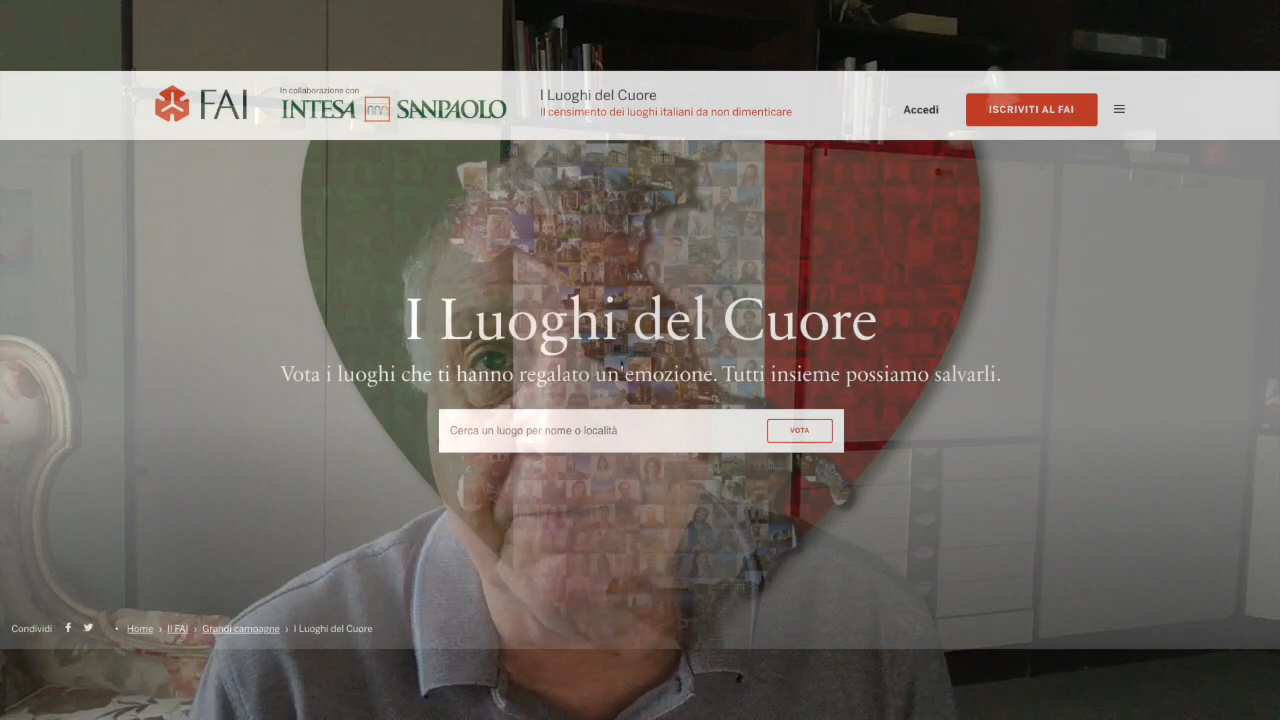 FAI
In collaborazione con
INTESA SANPAOLO
I Luoghi del Cuore
Il censimento dei luoghi italiani da non dimenticare
Accedi
ISCRIVITI AL FAI
I Luoghi del Cuore
Vota i luoghi che ti hanno regalato un'emozione. Tutti insieme possiamo salvarli.
Cerca un luogo per nome o località
VOTA
Condividi
• Home › Il FAI › Grandi campagne › I Luoghi del Cuore